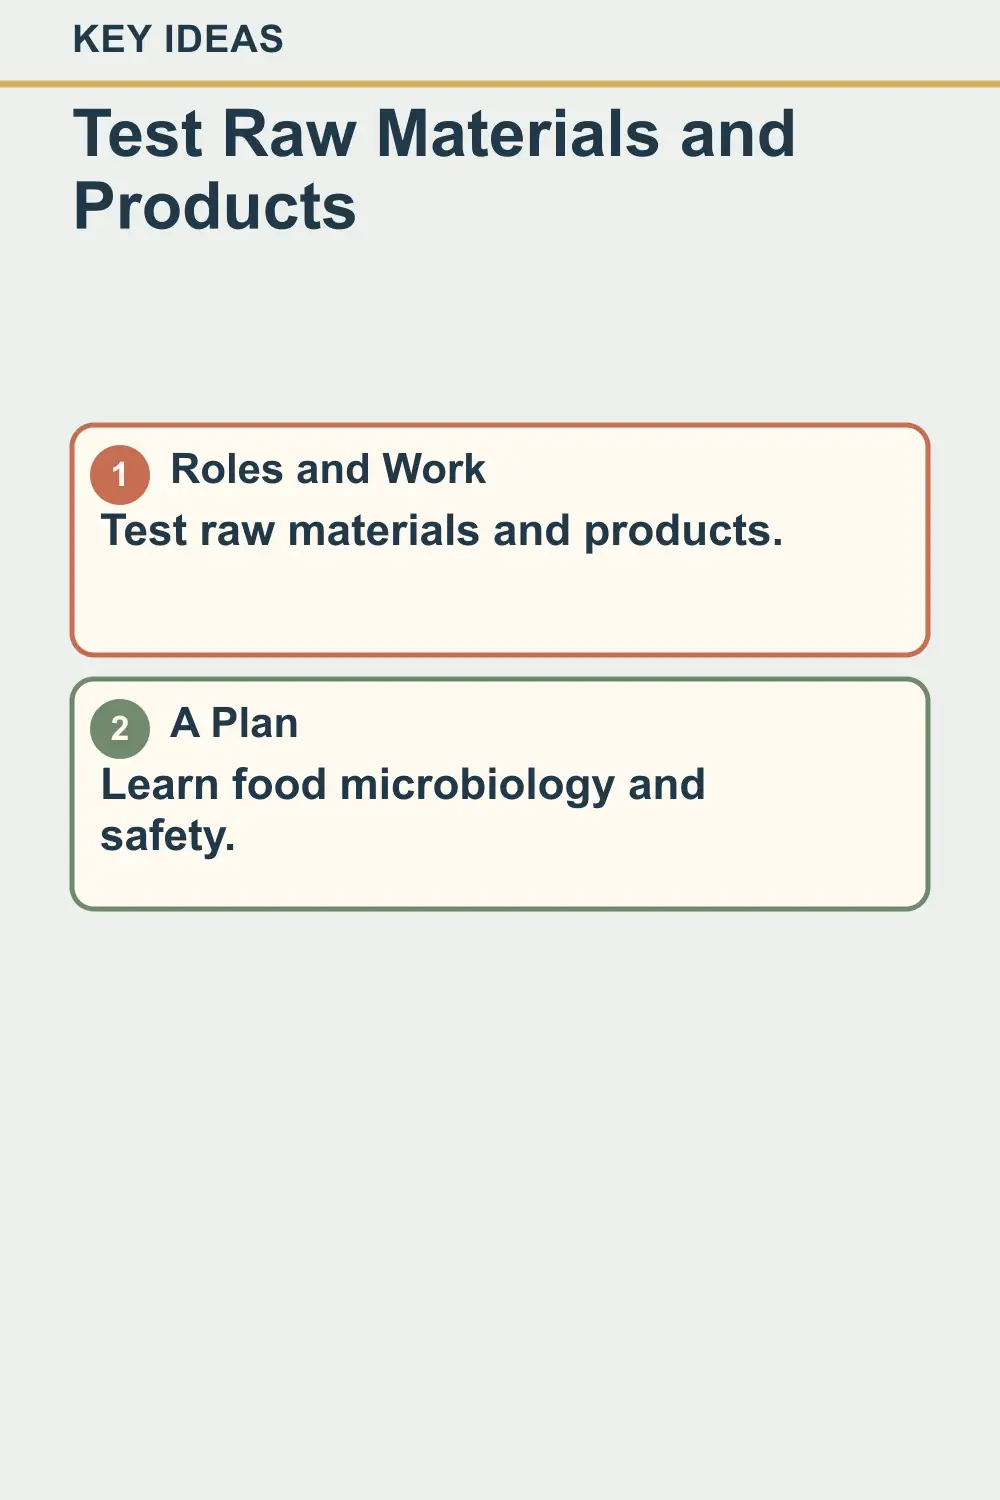 KEY IDEAS
Test Raw Materials and
Products
1 Roles and Work
Test raw materials and products.
2 A Plan
Learn food microbiology and
safety.